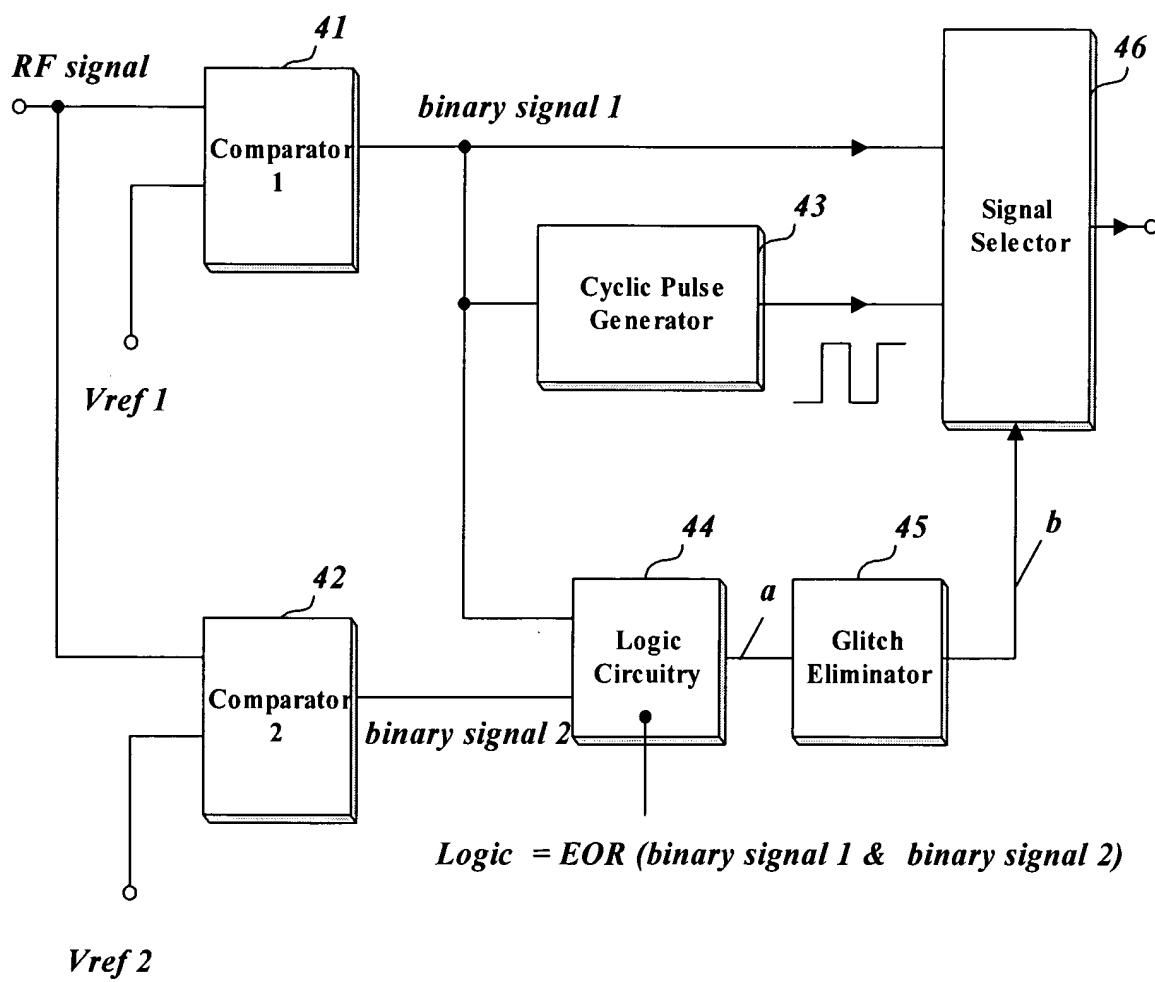 41
RF signal
46
binary signal 1
Comparator
1
43
Signal
Selector
Cyclic Pulse
Generator
Vref 1
44
45
b
42
a
Logic
Circuitry
Glitch
Eliminator
Comparator
2
binary signal 2
Logic = EOR (binary signal 1 & binary signal 2)
Vref 2